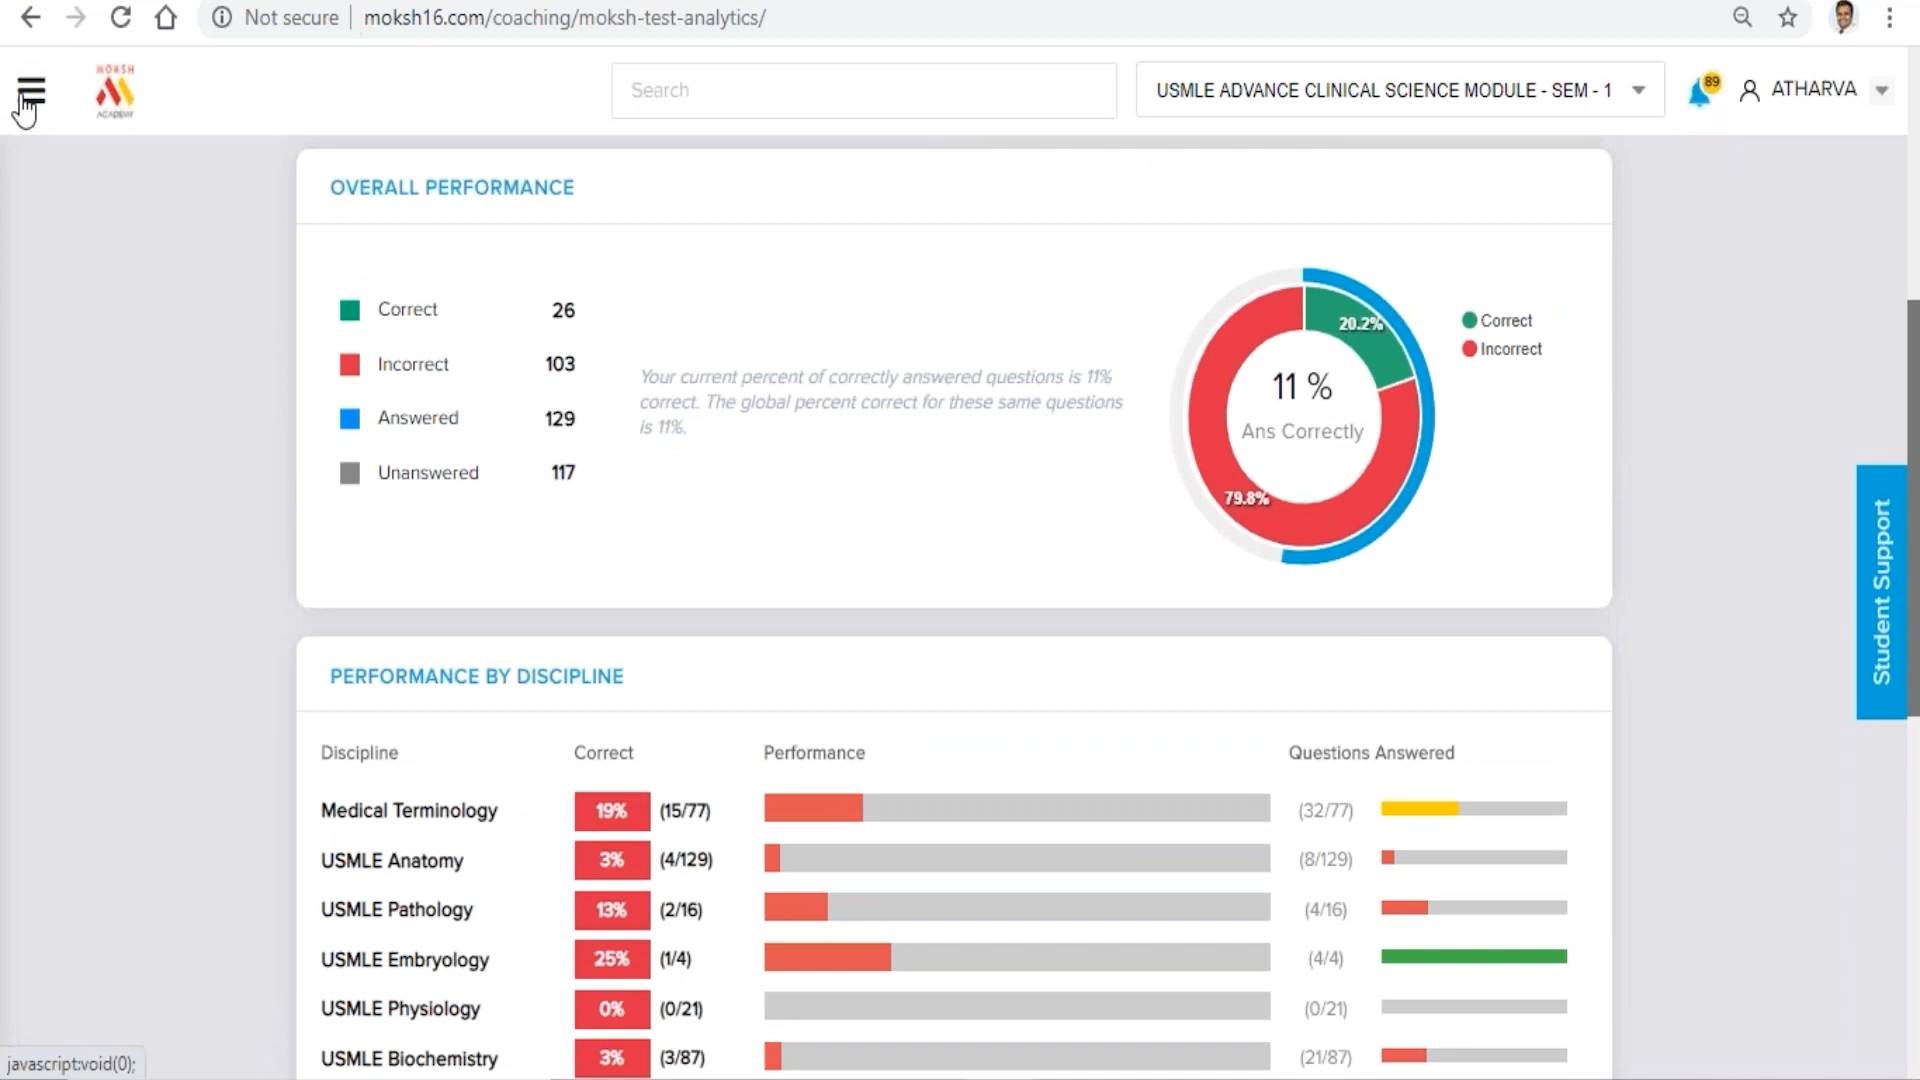 Not secure
moksh16.com/coaching/moksh-test-analytics/
MOKSH
ACADEMY
Search
USMLE ADVANCE CLINICAL SCIENCE MODULE - SEM - 1
89
ATHARVA
OVERALL PERFORMANCE
Correct 26
Incorrect 103
Answered 129
Unanswered 117
Your current percent of correctly answered questions is 11%
correct. The global percent correct for these same questions
is 11%.
20.2%
11 %
Ans Correctly
79.8%
Correct
Incorrect
Student Support
PERFORMANCE BY DISCIPLINE
Discipline Correct Performance Questions Answered
Medical Terminology 19% (15/77) (32/77)
USMLE Anatomy 3% (4/129) (8/129)
USMLE Pathology 13% (2/16) (4/16)
USMLE Embryology 25% (1/4) (4/4)
USMLE Physiology 0% (0/21) (0/21)
USMLE Biochemistry 3% (3/87) (21/87)
javascript:void(0);